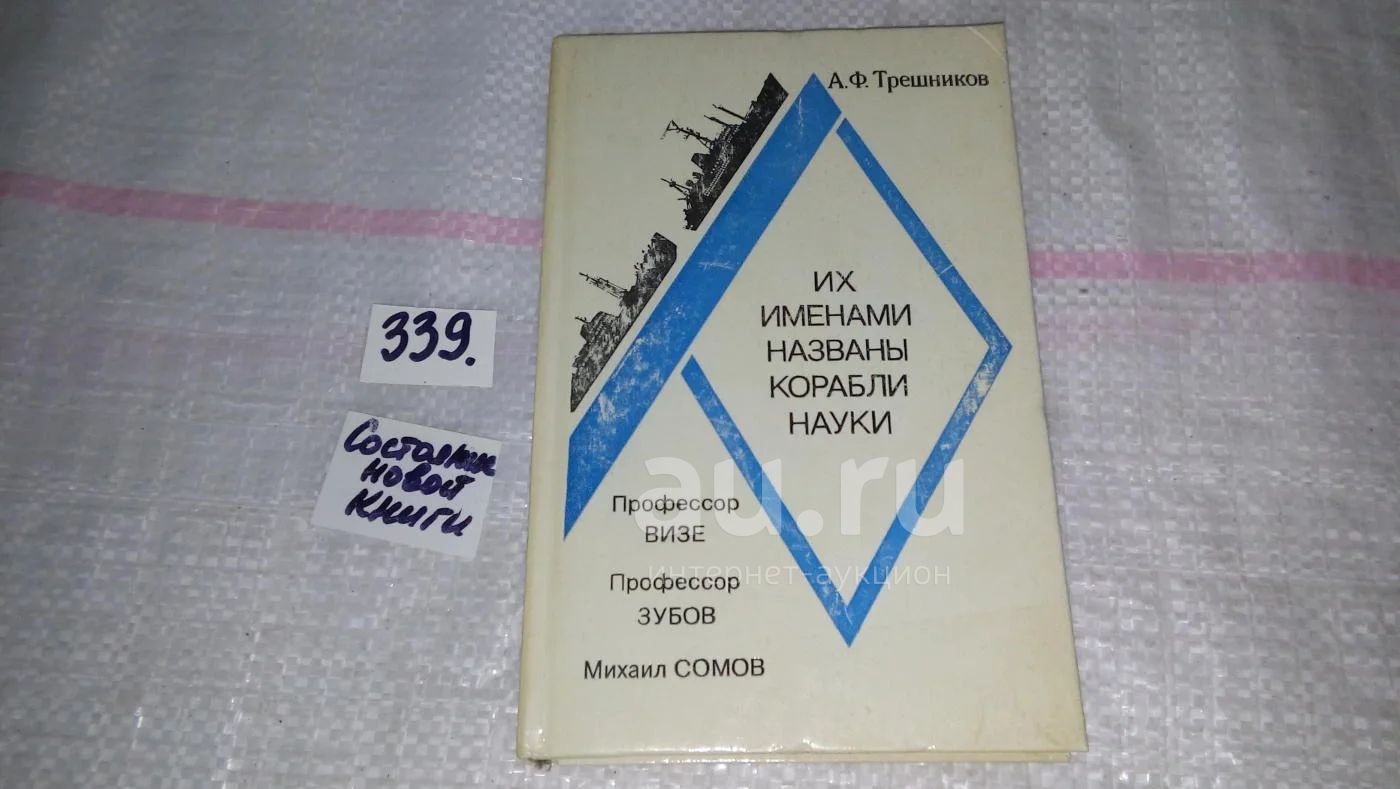 А.Ф. Трешников
ИХ
ИМЕНАМИ
НАЗВАНЫ
КОРАБЛИ
НАУКИ
Профессор
ВИЗЕ
Профессор
ЗУБОВ
Михаил СОМОВ
339.
Состояние
новой
книги
au.ru
интернет-аукцион